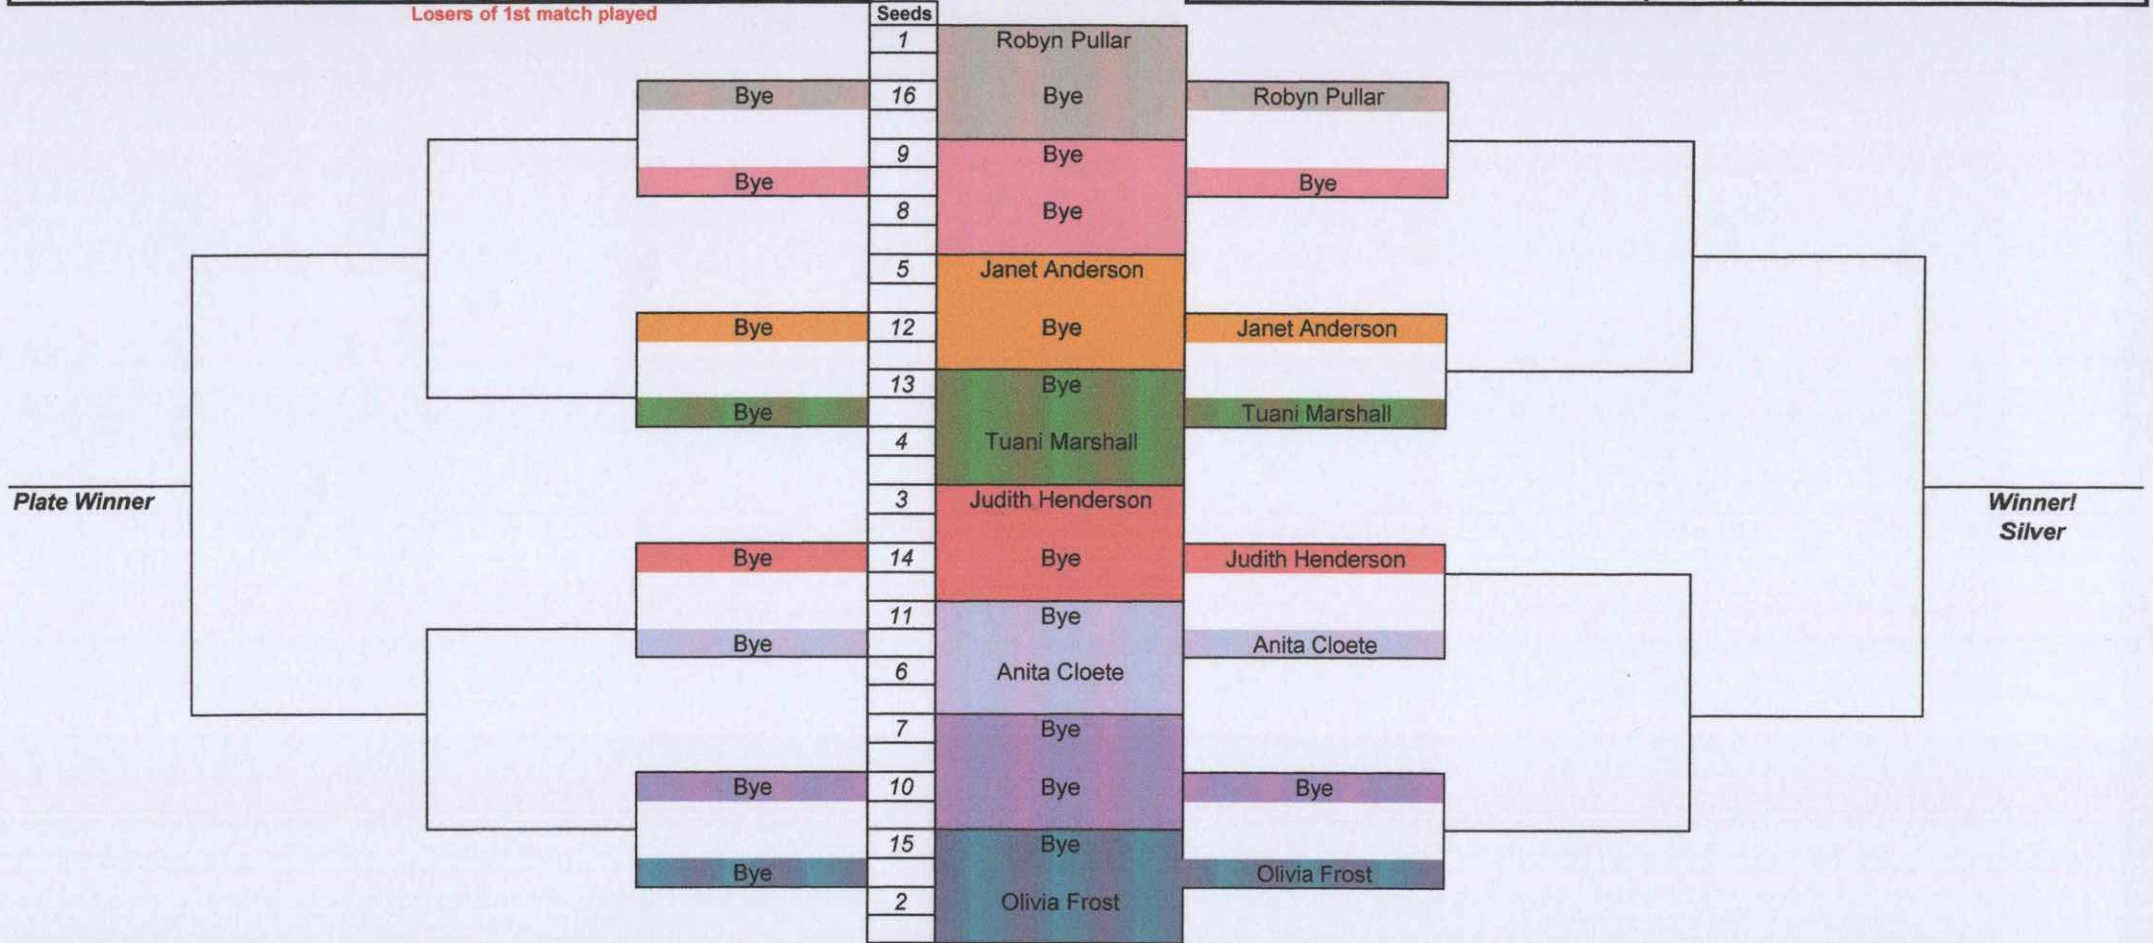 Losers of 1st match played
Seeds
1 Robyn Pullar
Bye 16 Bye Robyn Pullar
9 Bye
Bye Bye
8 Bye
5 Janet Anderson
Bye 12 Bye Janet Anderson
13 Bye
Bye Tuani Marshall
4 Tuani Marshall
Plate Winner 3 Judith Henderson Winner!
Silver
Bye 14 Bye Judith Henderson
11 Bye
Bye Anita Cloete
6 Anita Cloete
7 Bye
Bye 10 Bye Bye
15 Bye
Bye Olivia Frost
2 Olivia Frost